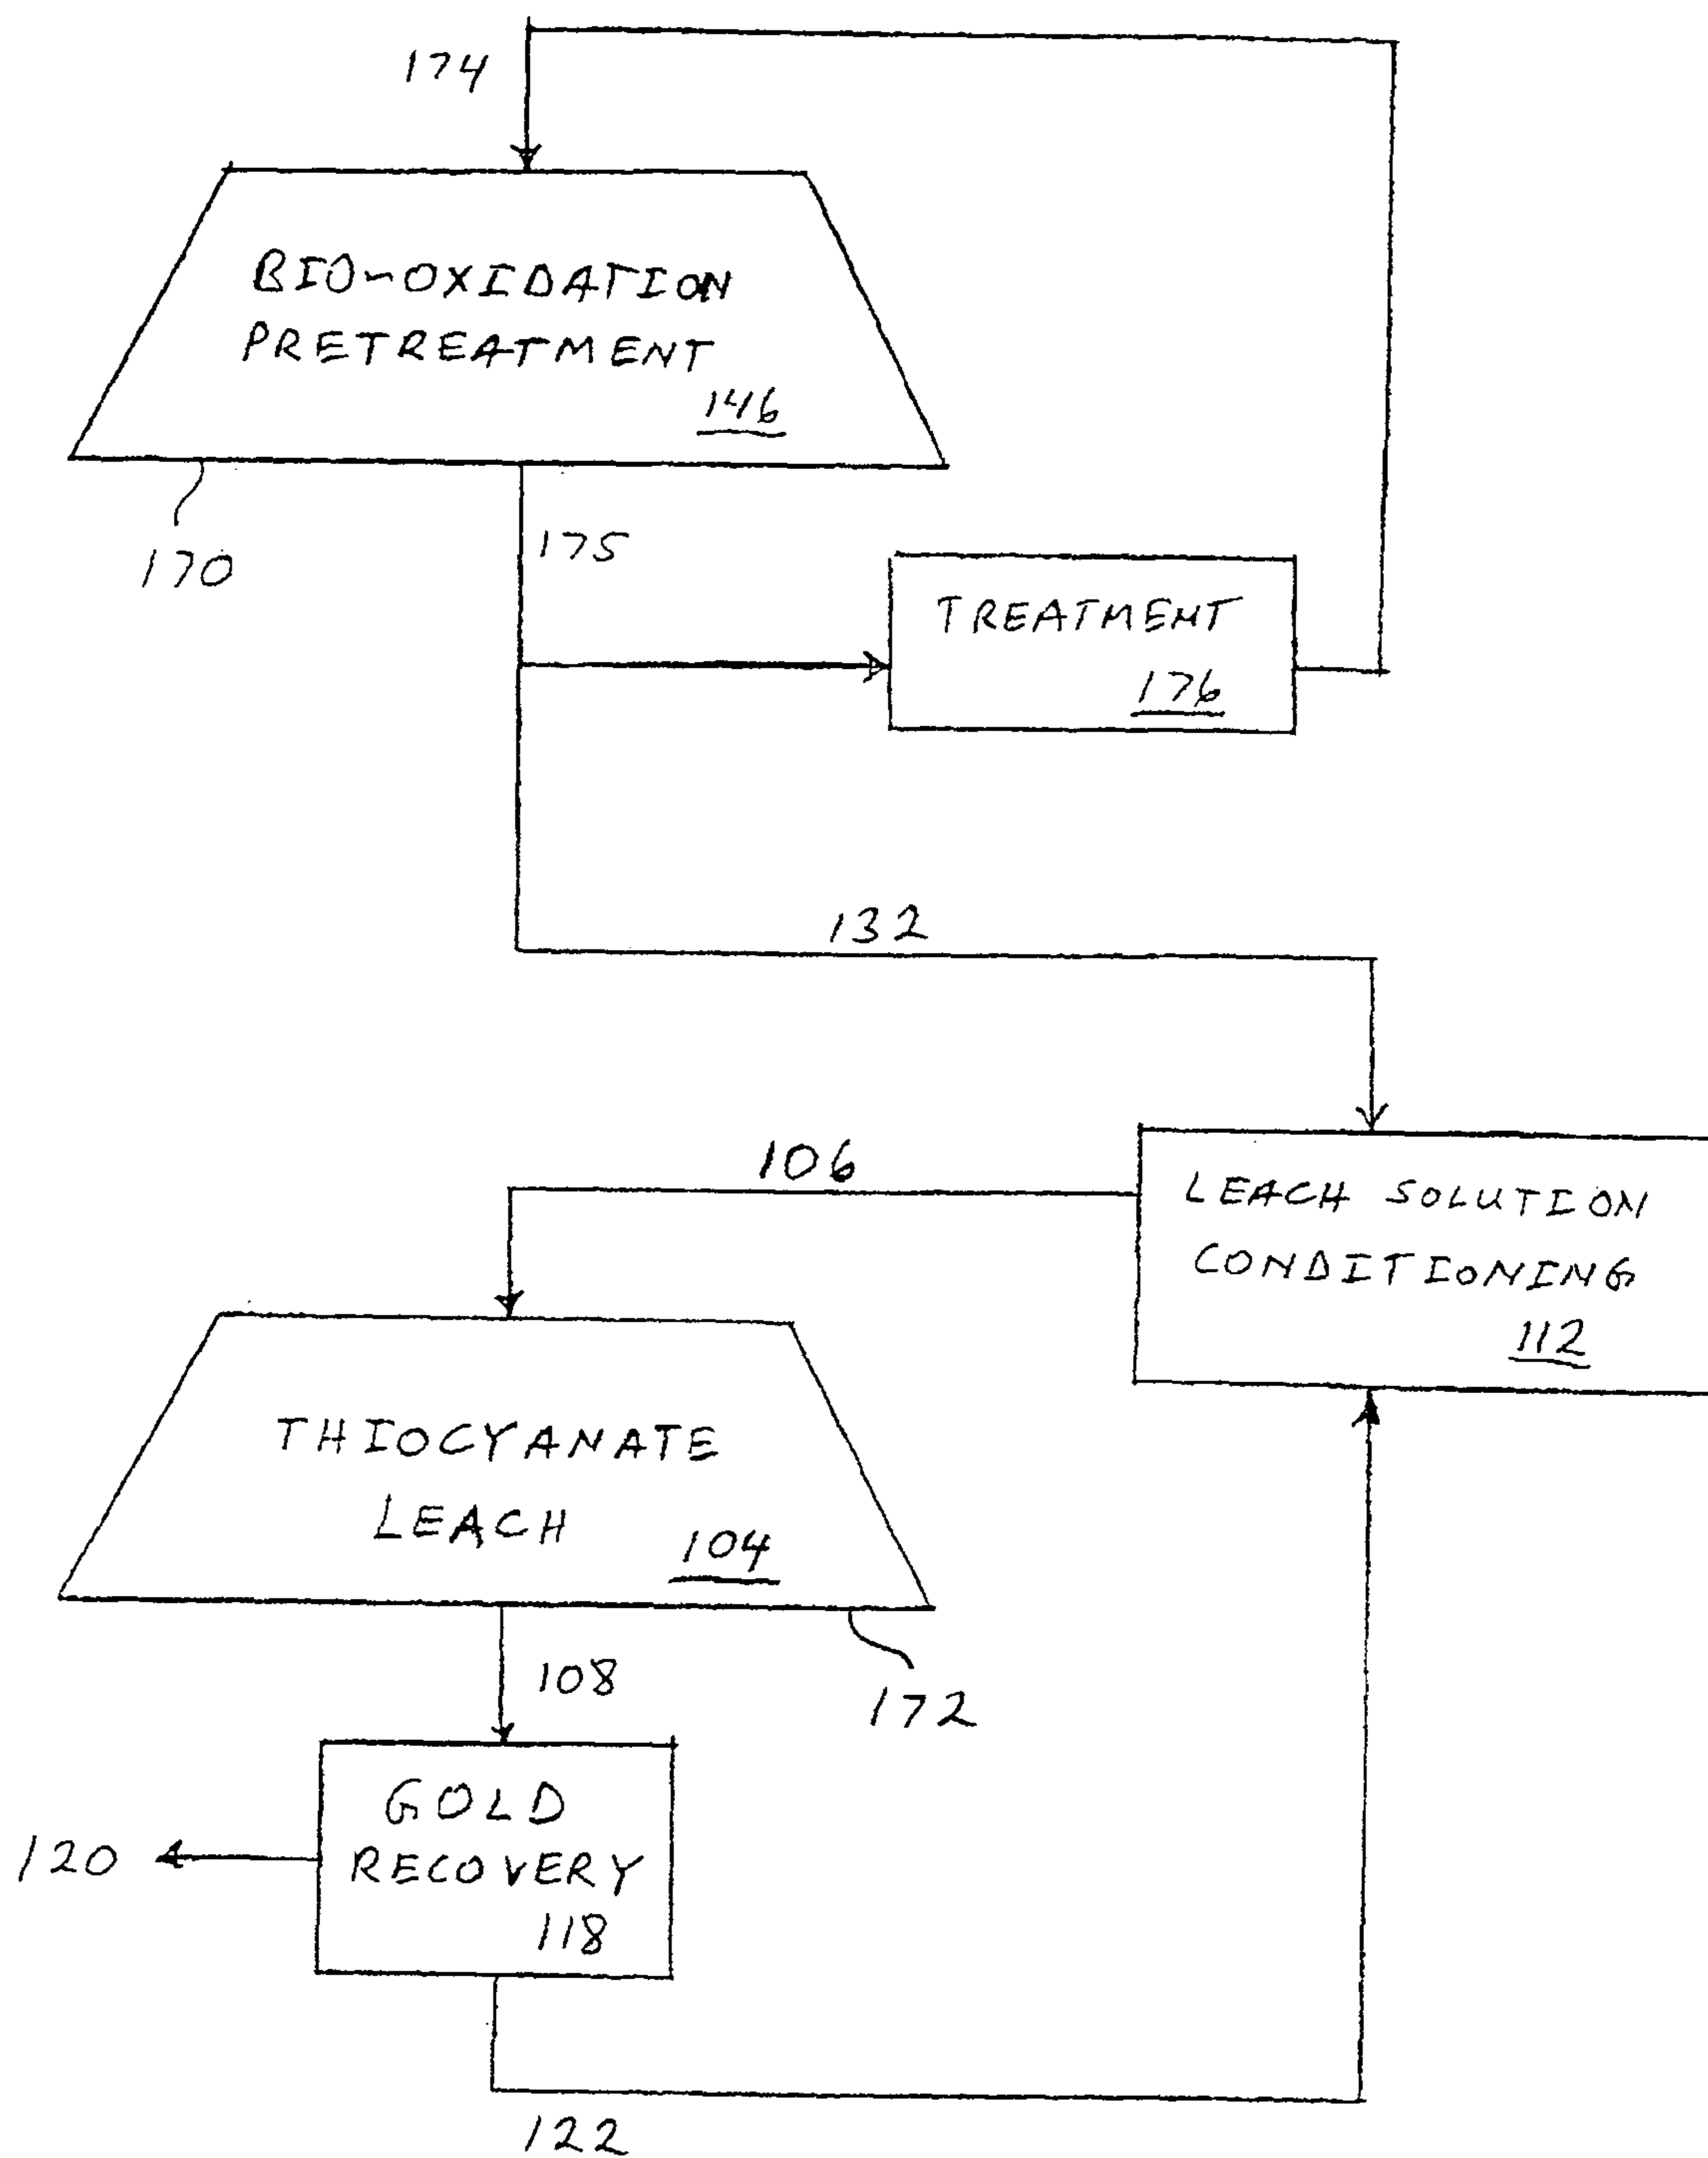 174
BIO-OXIDATION
PRETREATMENT
146
170
175
TREATMENT
176
132
106
LEACH SOLUTION
CONDITIONING
112
THIOCYANATE
LEACH
104
108
172
GOLD
RECOVERY
118
120
122